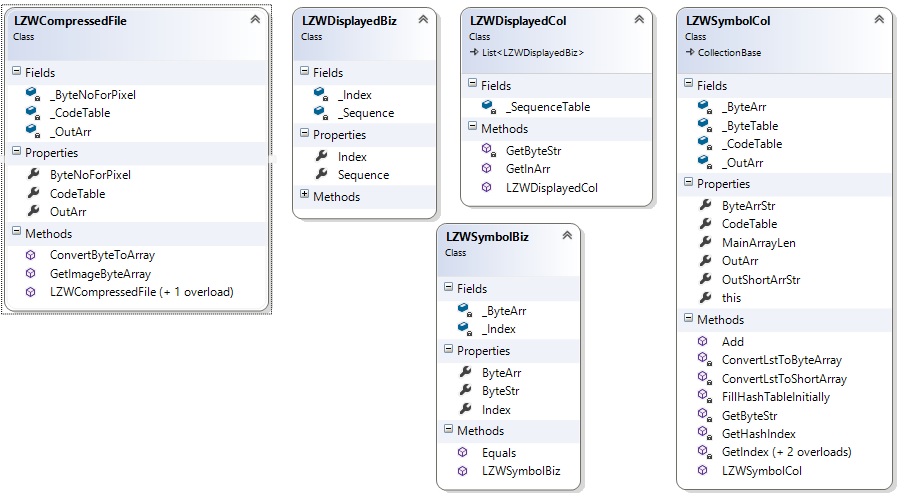 LZWCompressedFile
Class
Fields
_ByteNoForPixel
_CodeTable
_OutArr
Properties
ByteNoForPixel
CodeTable
OutArr
Methods
ConvertByteToArray
GetImageByteArray
LZWCompressedFile (+ 1 overload)
LZWDisplayedBiz
Class
Fields
_Index
_Sequence
Properties
Index
Sequence
Methods
LZWDisplayedCol
Class
List<LZWDisplayedBiz>
Fields
_SequenceTable
Methods
GetByteStr
GetInArr
LZWDisplayedCol
LZWSymbolBiz
Class
Fields
_ByteArr
_Index
Properties
ByteArr
ByteStr
Index
Methods
Equals
LZWSymbolBiz
LZWSymbolCol
Class
CollectionBase
Fields
_ByteArr
_ByteTable
_CodeTable
_OutArr
Properties
ByteArrStr
CodeTable
MainArrayLen
OutArr
OutShortArrStr
this
Methods
Add
ConvertLstToByteArray
ConvertLstToShortArray
FillHashTableInitially
GetByteStr
GetHashIndex
GetIndex (+ 2 overloads)
LZWSymbolCol